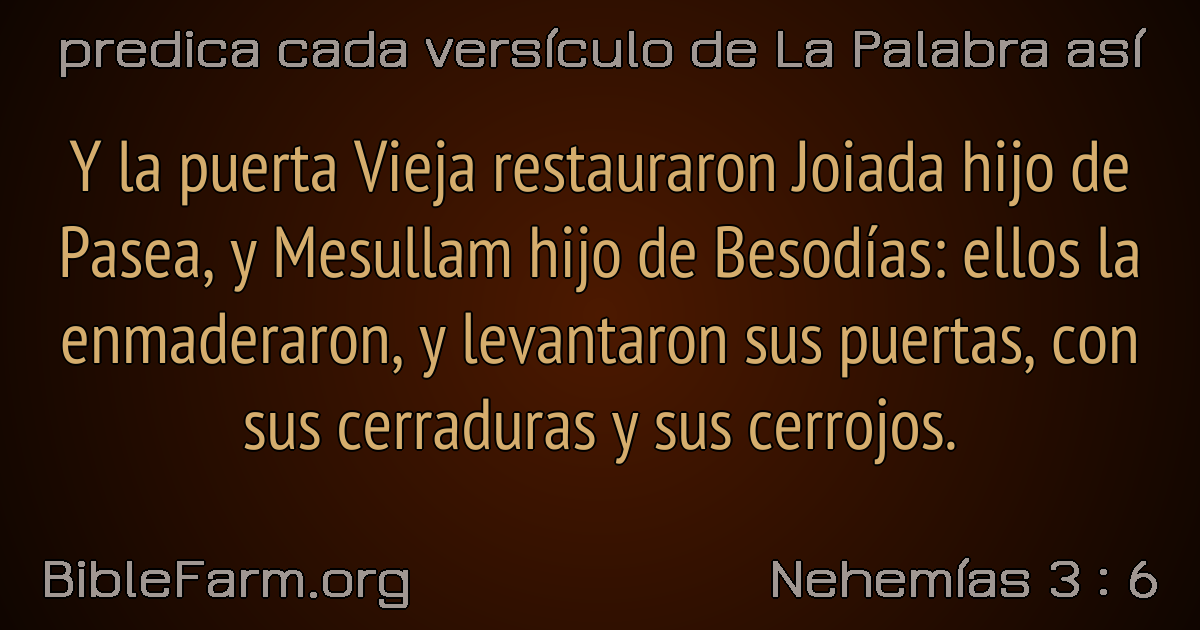 predica cada versículo de La Palabra así
Y la puerta Vieja restauraron Joiada hijo de
Pasea, y Mesullam hijo de Besodías: ellos la
enmaderaron, y levantaron sus puertas, con
sus cerraduras y sus cerrojos.
BibleFarm.org
Nehemías 3 : 6